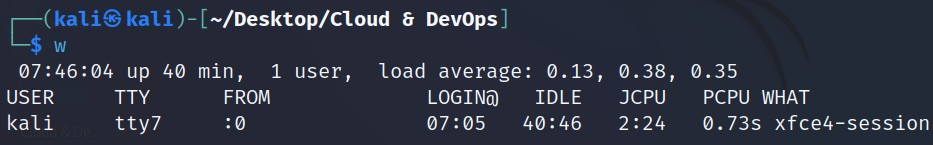 ┌──(kali㉿kali)-[~/Desktop/Cloud & DevOps]
└─$ w
 07:46:04 up 40 min,  1 user,  load average: 0.13, 0.38, 0.35
USER     TTY      FROM             LOGIN@   IDLE   JCPU   PCPU WHAT
kali     tty7     :0               07:05   40:46   2:24   0.73s xfce4-session